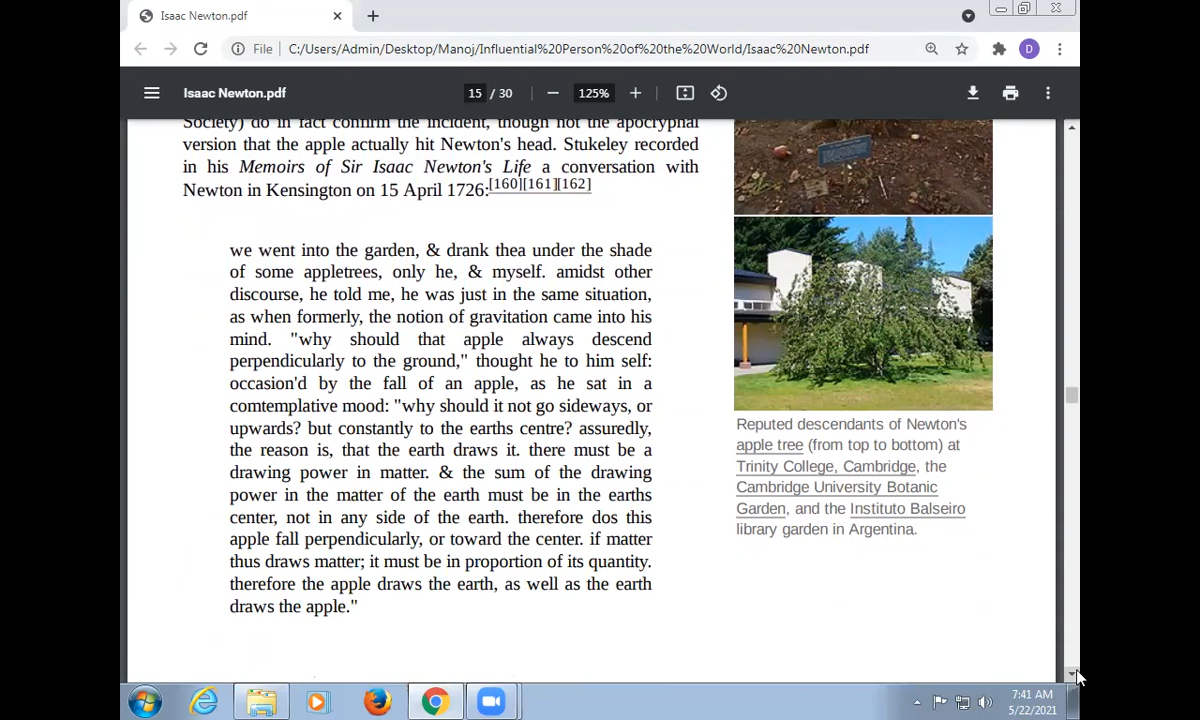 Isaac Newton.pdf
File
C:/Users/Admin/Desktop/Manoj/Influential%20Person%20of%20the%20World/Isaac%20Newton.pdf
D
Isaac Newton.pdf
15 / 30
125%
Society) do in fact confirm the incident, though not the apocryphal
version that the apple actually hit Newton's head. Stukeley recorded
in his Memoirs of Sir Isaac Newton's Life a conversation with
Newton in Kensington on 15 April 1726:[160][161][162]
we went into the garden, & drank thea under the shade
of some appletrees, only he, & myself. amidst other
discourse, he told me, he was just in the same situation,
as when formerly, the notion of gravitation came into his
mind. "why should that apple always descend
perpendicularly to the ground," thought he to him self:
occasion'd by the fall of an apple, as he sat in a
comtemplative mood: "why should it not go sideways, or
upwards? but constantly to the earths centre? assuredly,
the reason is, that the earth draws it. there must be a
drawing power in matter. & the sum of the drawing
power in the matter of the earth must be in the earths
center, not in any side of the earth. therefore dos this
apple fall perpendicularly, or toward the center. if matter
thus draws matter; it must be in proportion of its quantity.
therefore the apple draws the earth, as well as the earth
draws the apple."
Reputed descendants of Newton's
apple tree (from top to bottom) at
Trinity College, Cambridge, the
Cambridge University Botanic
Garden, and the Instituto Balseiro
library garden in Argentina.
7:41 AM
5/22/2021